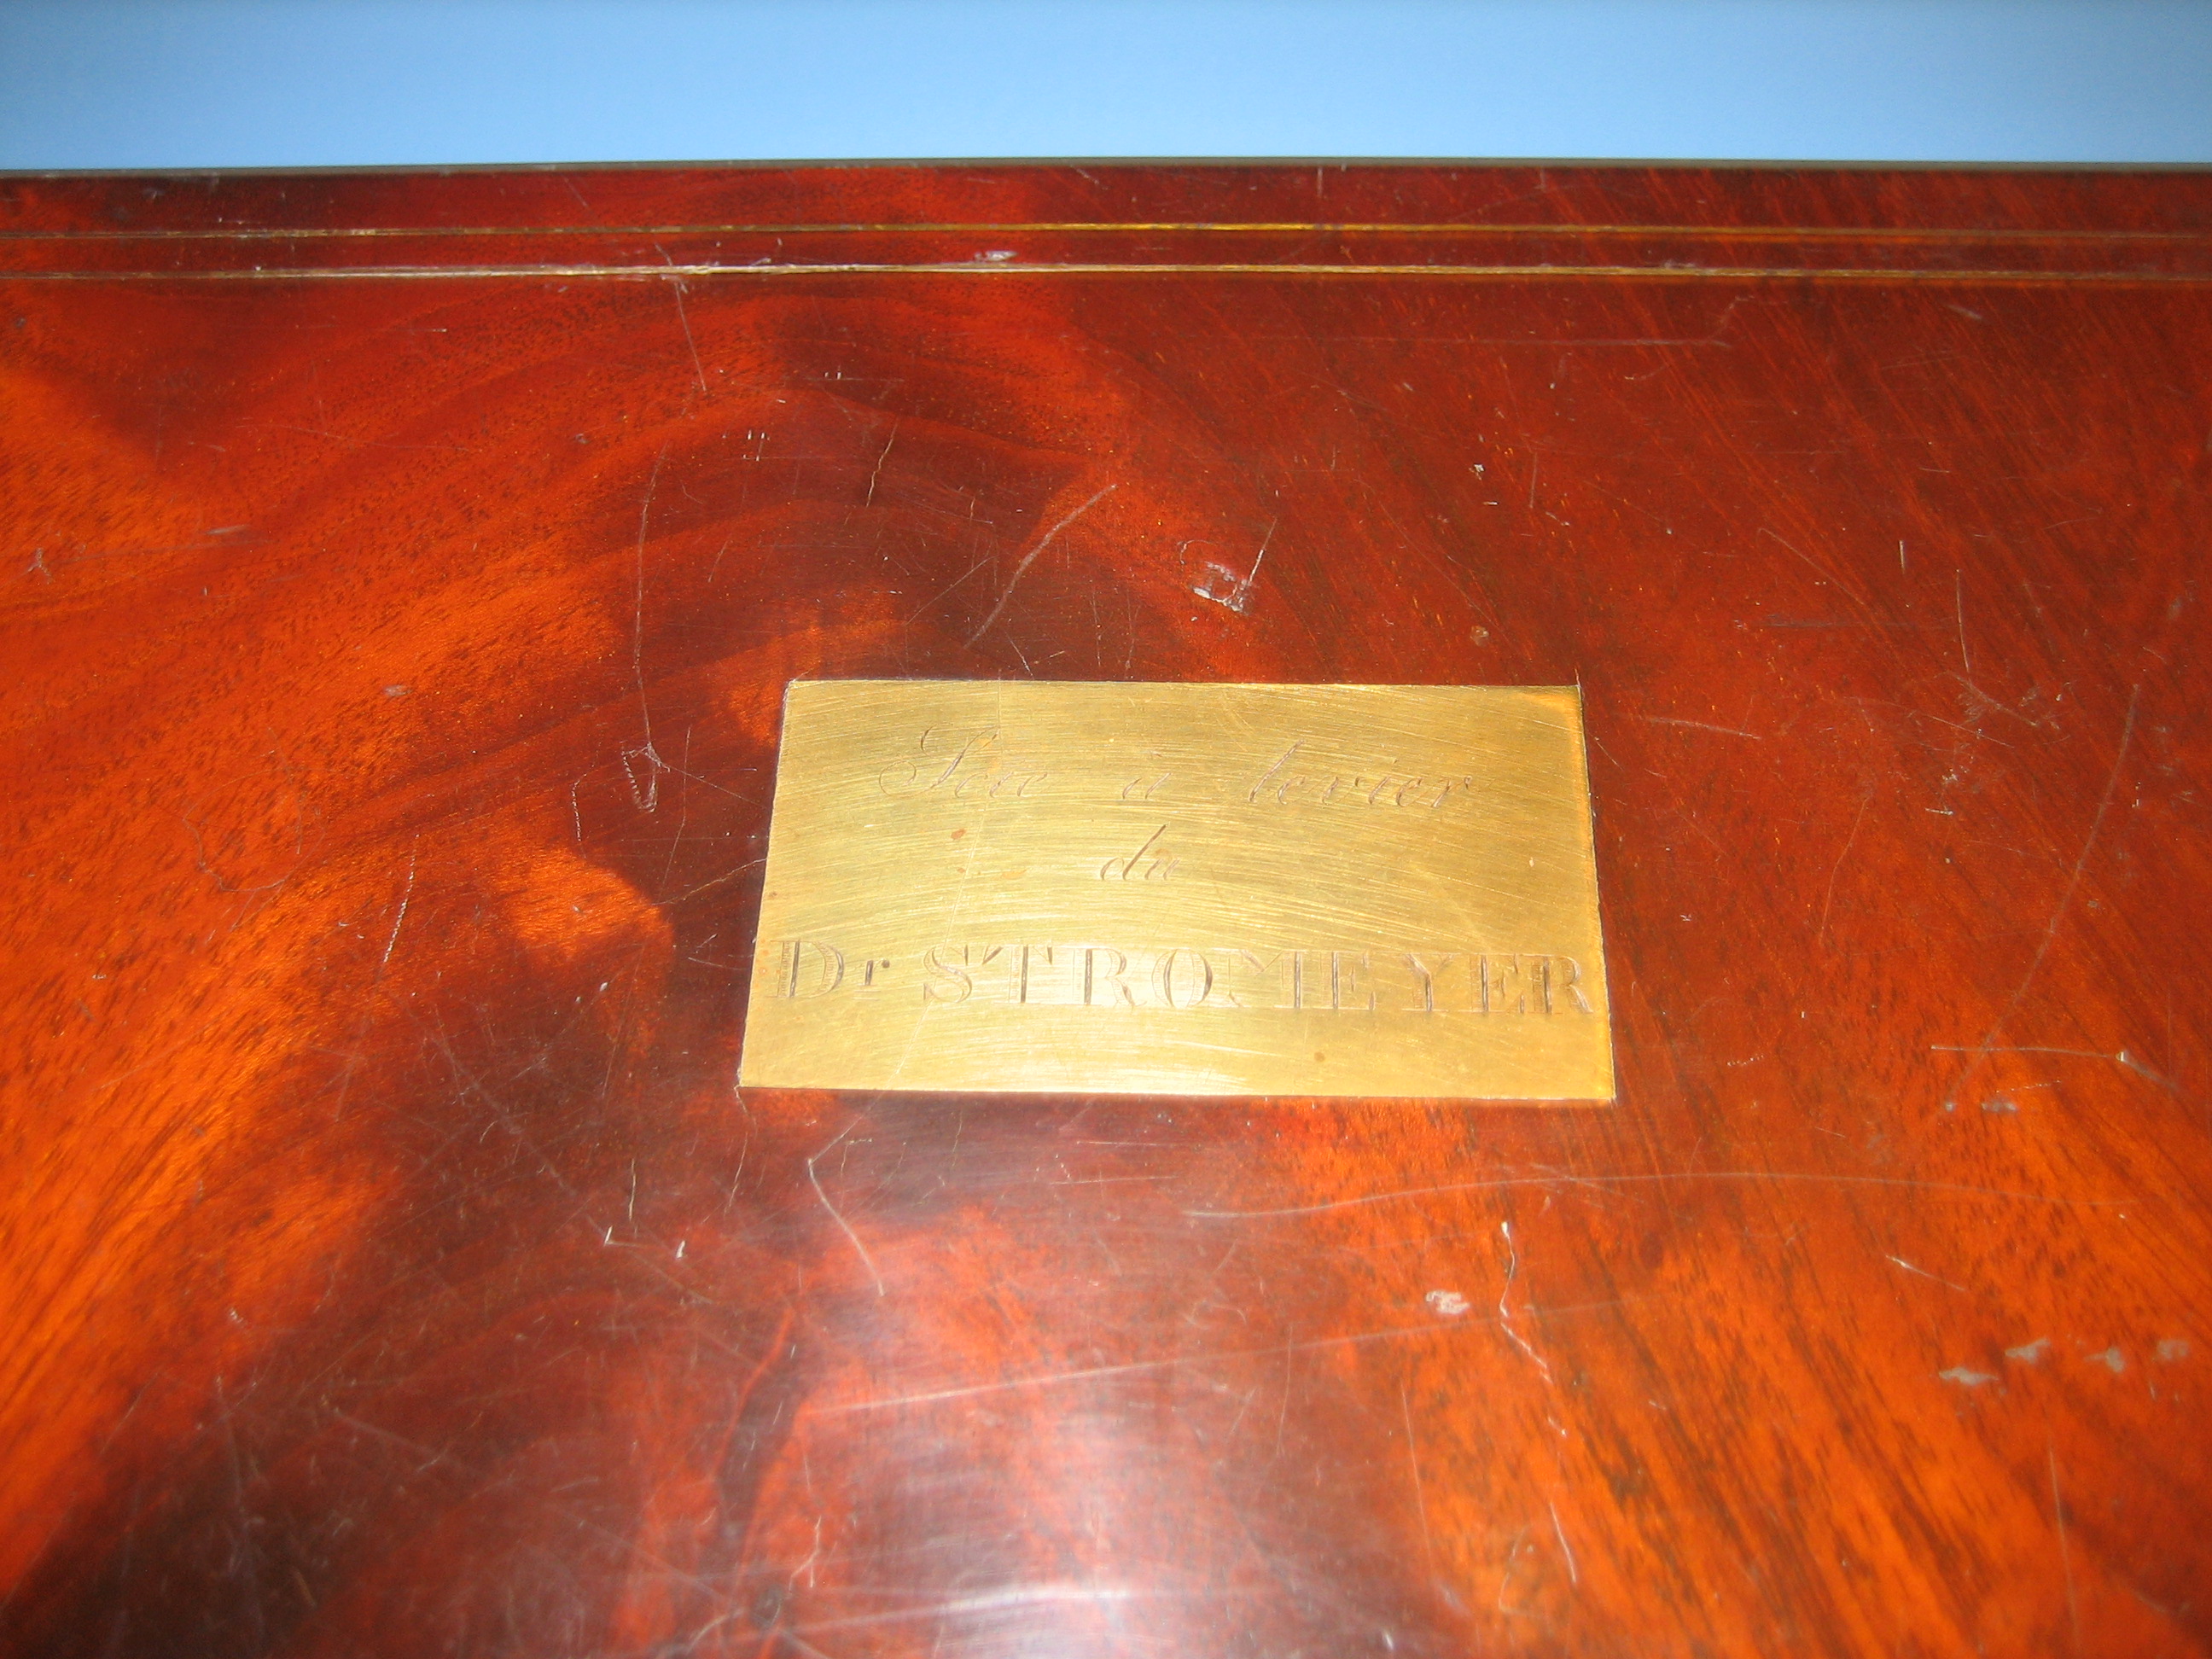 Scie à levier
du
Dr STROMEYER